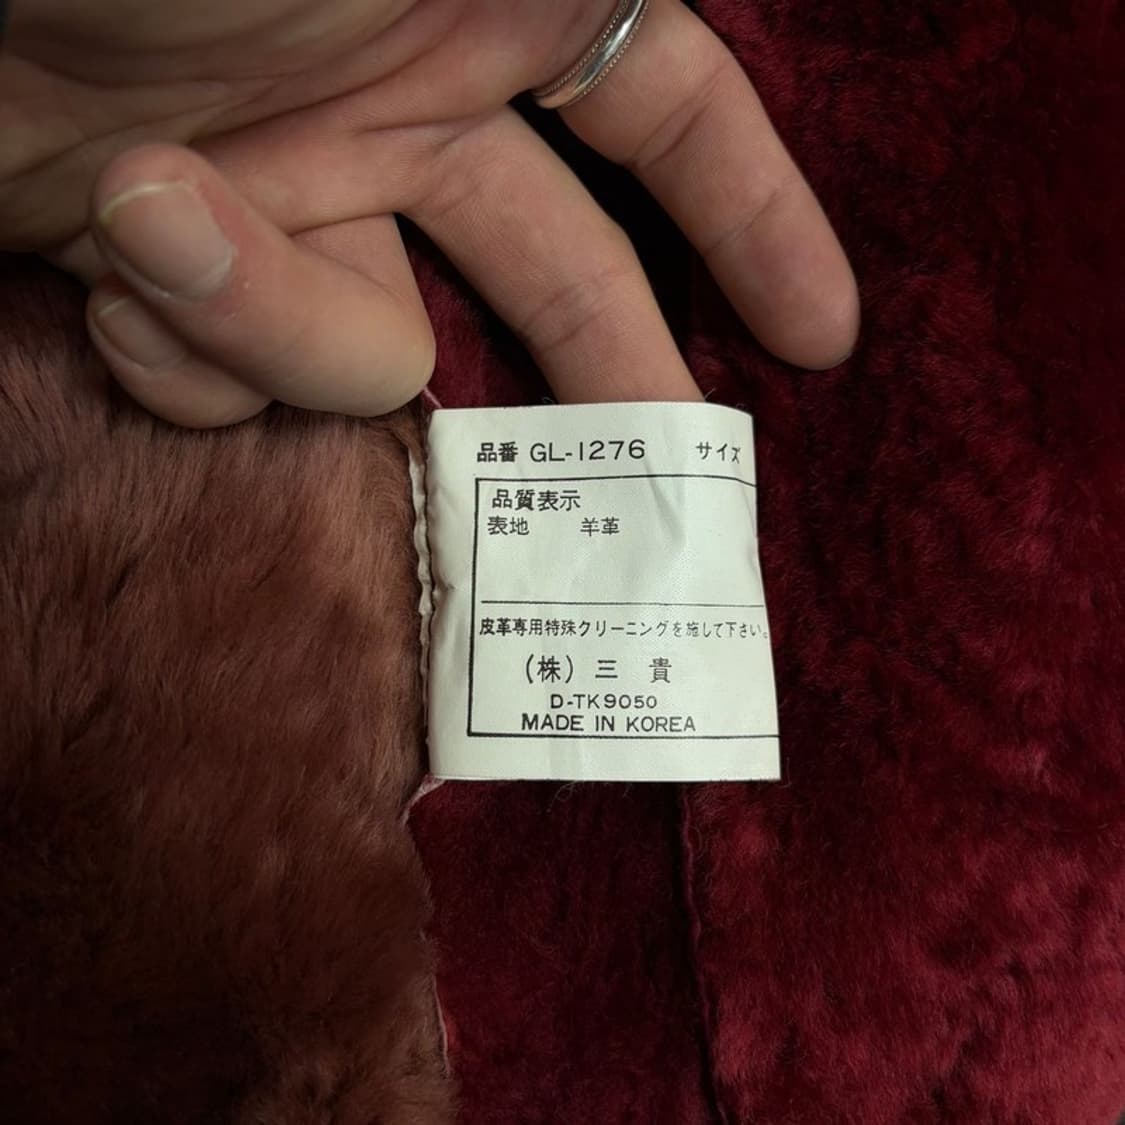 品番 GL-1276 サイズ
品質表示
表地 羊革
皮革専用特殊クリーニングを施して下さい。
(株) 三 貴
D-TK9050
MADE IN KOREA